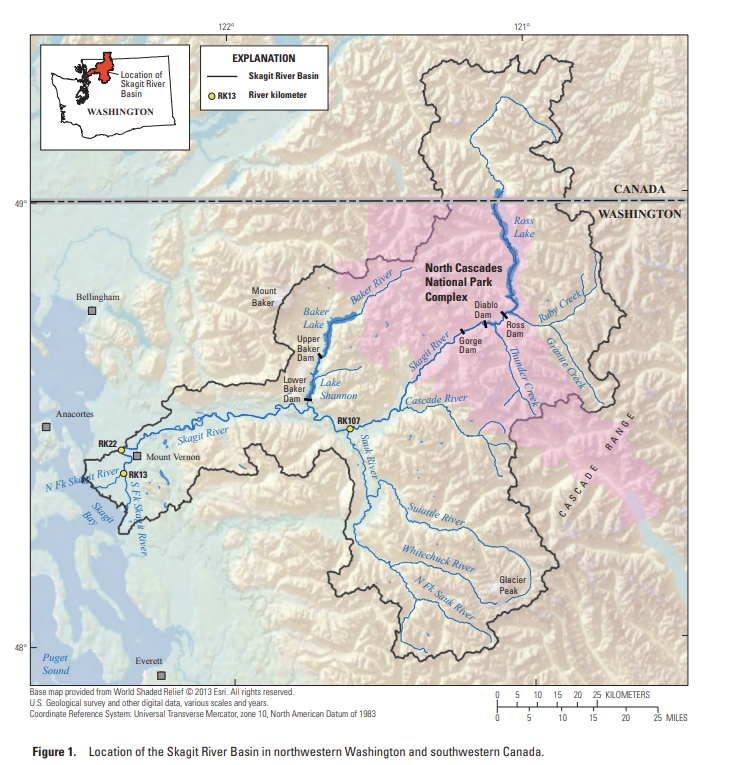 122°
121°
Location of
Skagit River
Basin
WASHINGTON
EXPLANATION
Skagit River Basin
RK13 River kilometer
CANADA
49°
WASHINGTON
Ross
Lake
North Cascades
National Park
Complex
Mount
Baker
Baker River
Bellingham
Baker
Lake
Diablo
Dam
Ruby Creek
Ross
Dam
Upper
Baker
Dam
Skagit River
Gorge
Dam
Granite Creek
Thunder Creek
Lower
Baker
Dam
Lake
Shannon
Cascade River
Anacortes
RK107
Skagit River
RK22
Mount Vernon
Sauk River
CASCADE RANGE
N Fk Skagit River
RK13
S Fk Skagit River
Skagit
Bay
Suiattle River
Whitechuck River
Glacier
Peak
N Fk Sauk River
48°
Puget
Sound
Everett
Base map provided from World Shaded Relief © 2013 Esri. All rights reserved.
U.S. Geological survey and other digital data, various scales and years.
Coordinate Reference System: Universal Transverse Mercator, zone 10, North American Datum of 1983
0 5 10 15 20 25 KILOMETERS
0 5 10 15 20 25 MILES
Figure 1. Location of the Skagit River Basin in northwestern Washington and southwestern Canada.